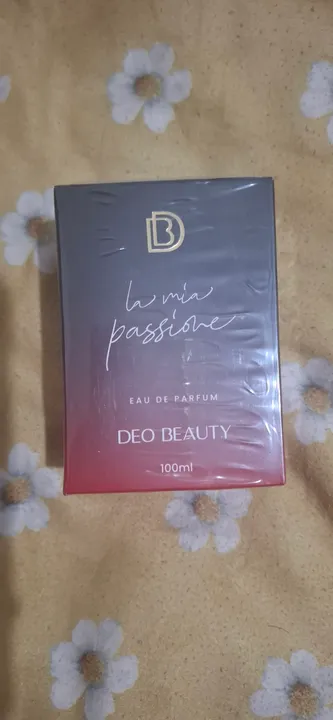 DB
la mia
passione
EAU DE PARFUM
DEO BEAUTY
100ml